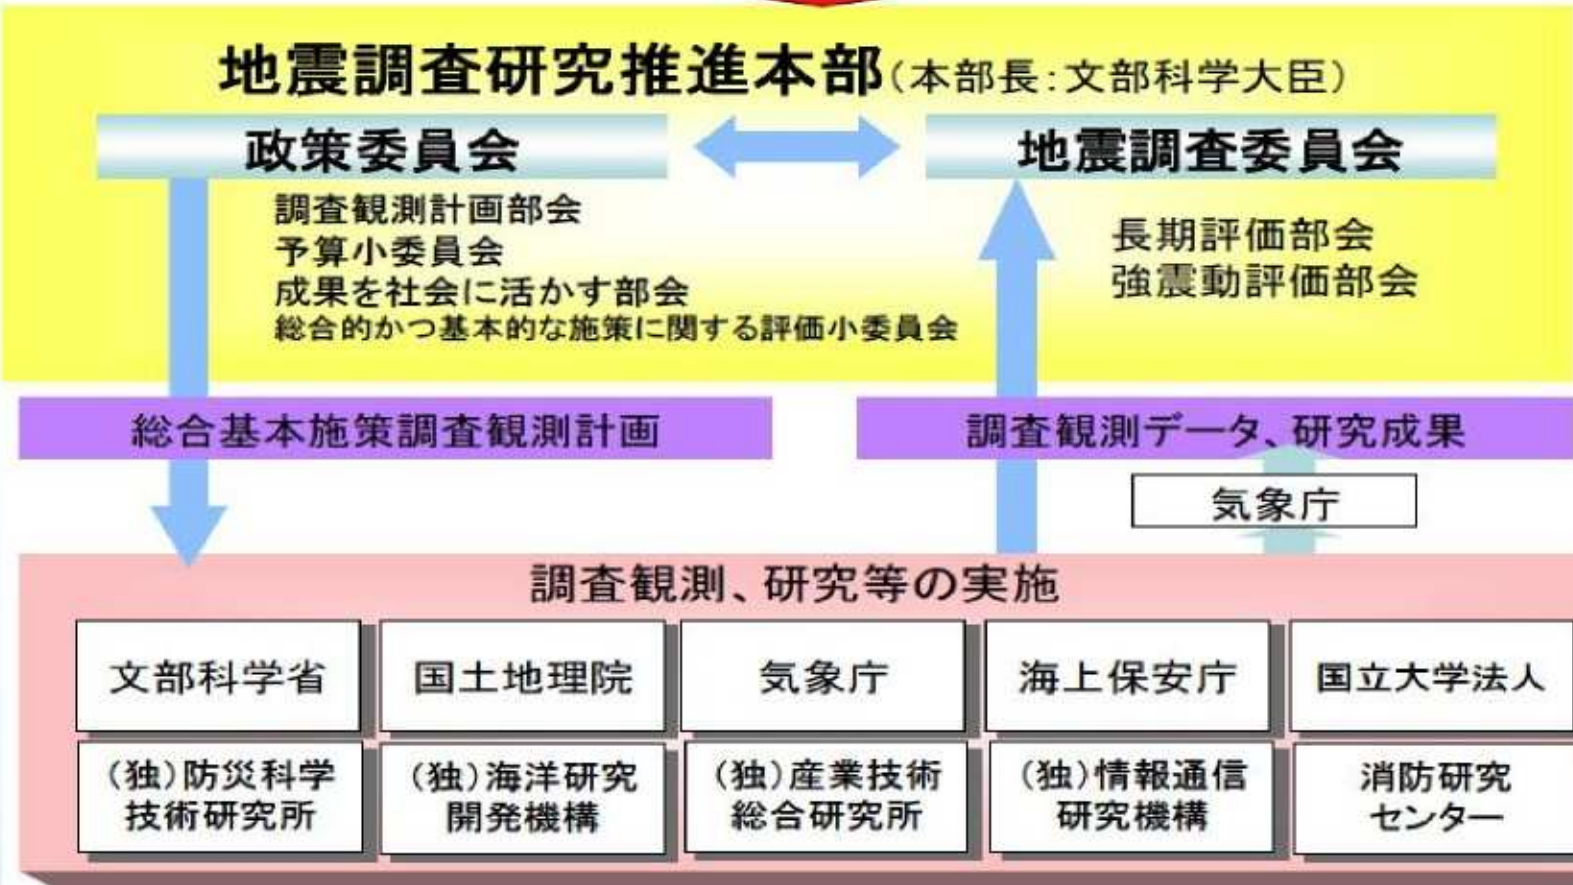 地震調査研究推進本部(本部長:文部科学大臣)
政策委員会
調査観測計画部会
予算小委員会
成果を社会に活かす部会
総合的かつ基本的な施策に関する評価小委員会
地震調査委員会
長期評価部会
強震動評価部会
総合基本施策調査観測計画
調査観測データ、研究成果
気象庁
調査観測、研究等の実施
文部科学省
国土地理院
気象庁
海上保安庁
国立大学法人
(独)防災科学
技術研究所
(独)海洋研究
開発機構
(独)産業技術
総合研究所
(独)情報通信
研究機構
消防研究
センター